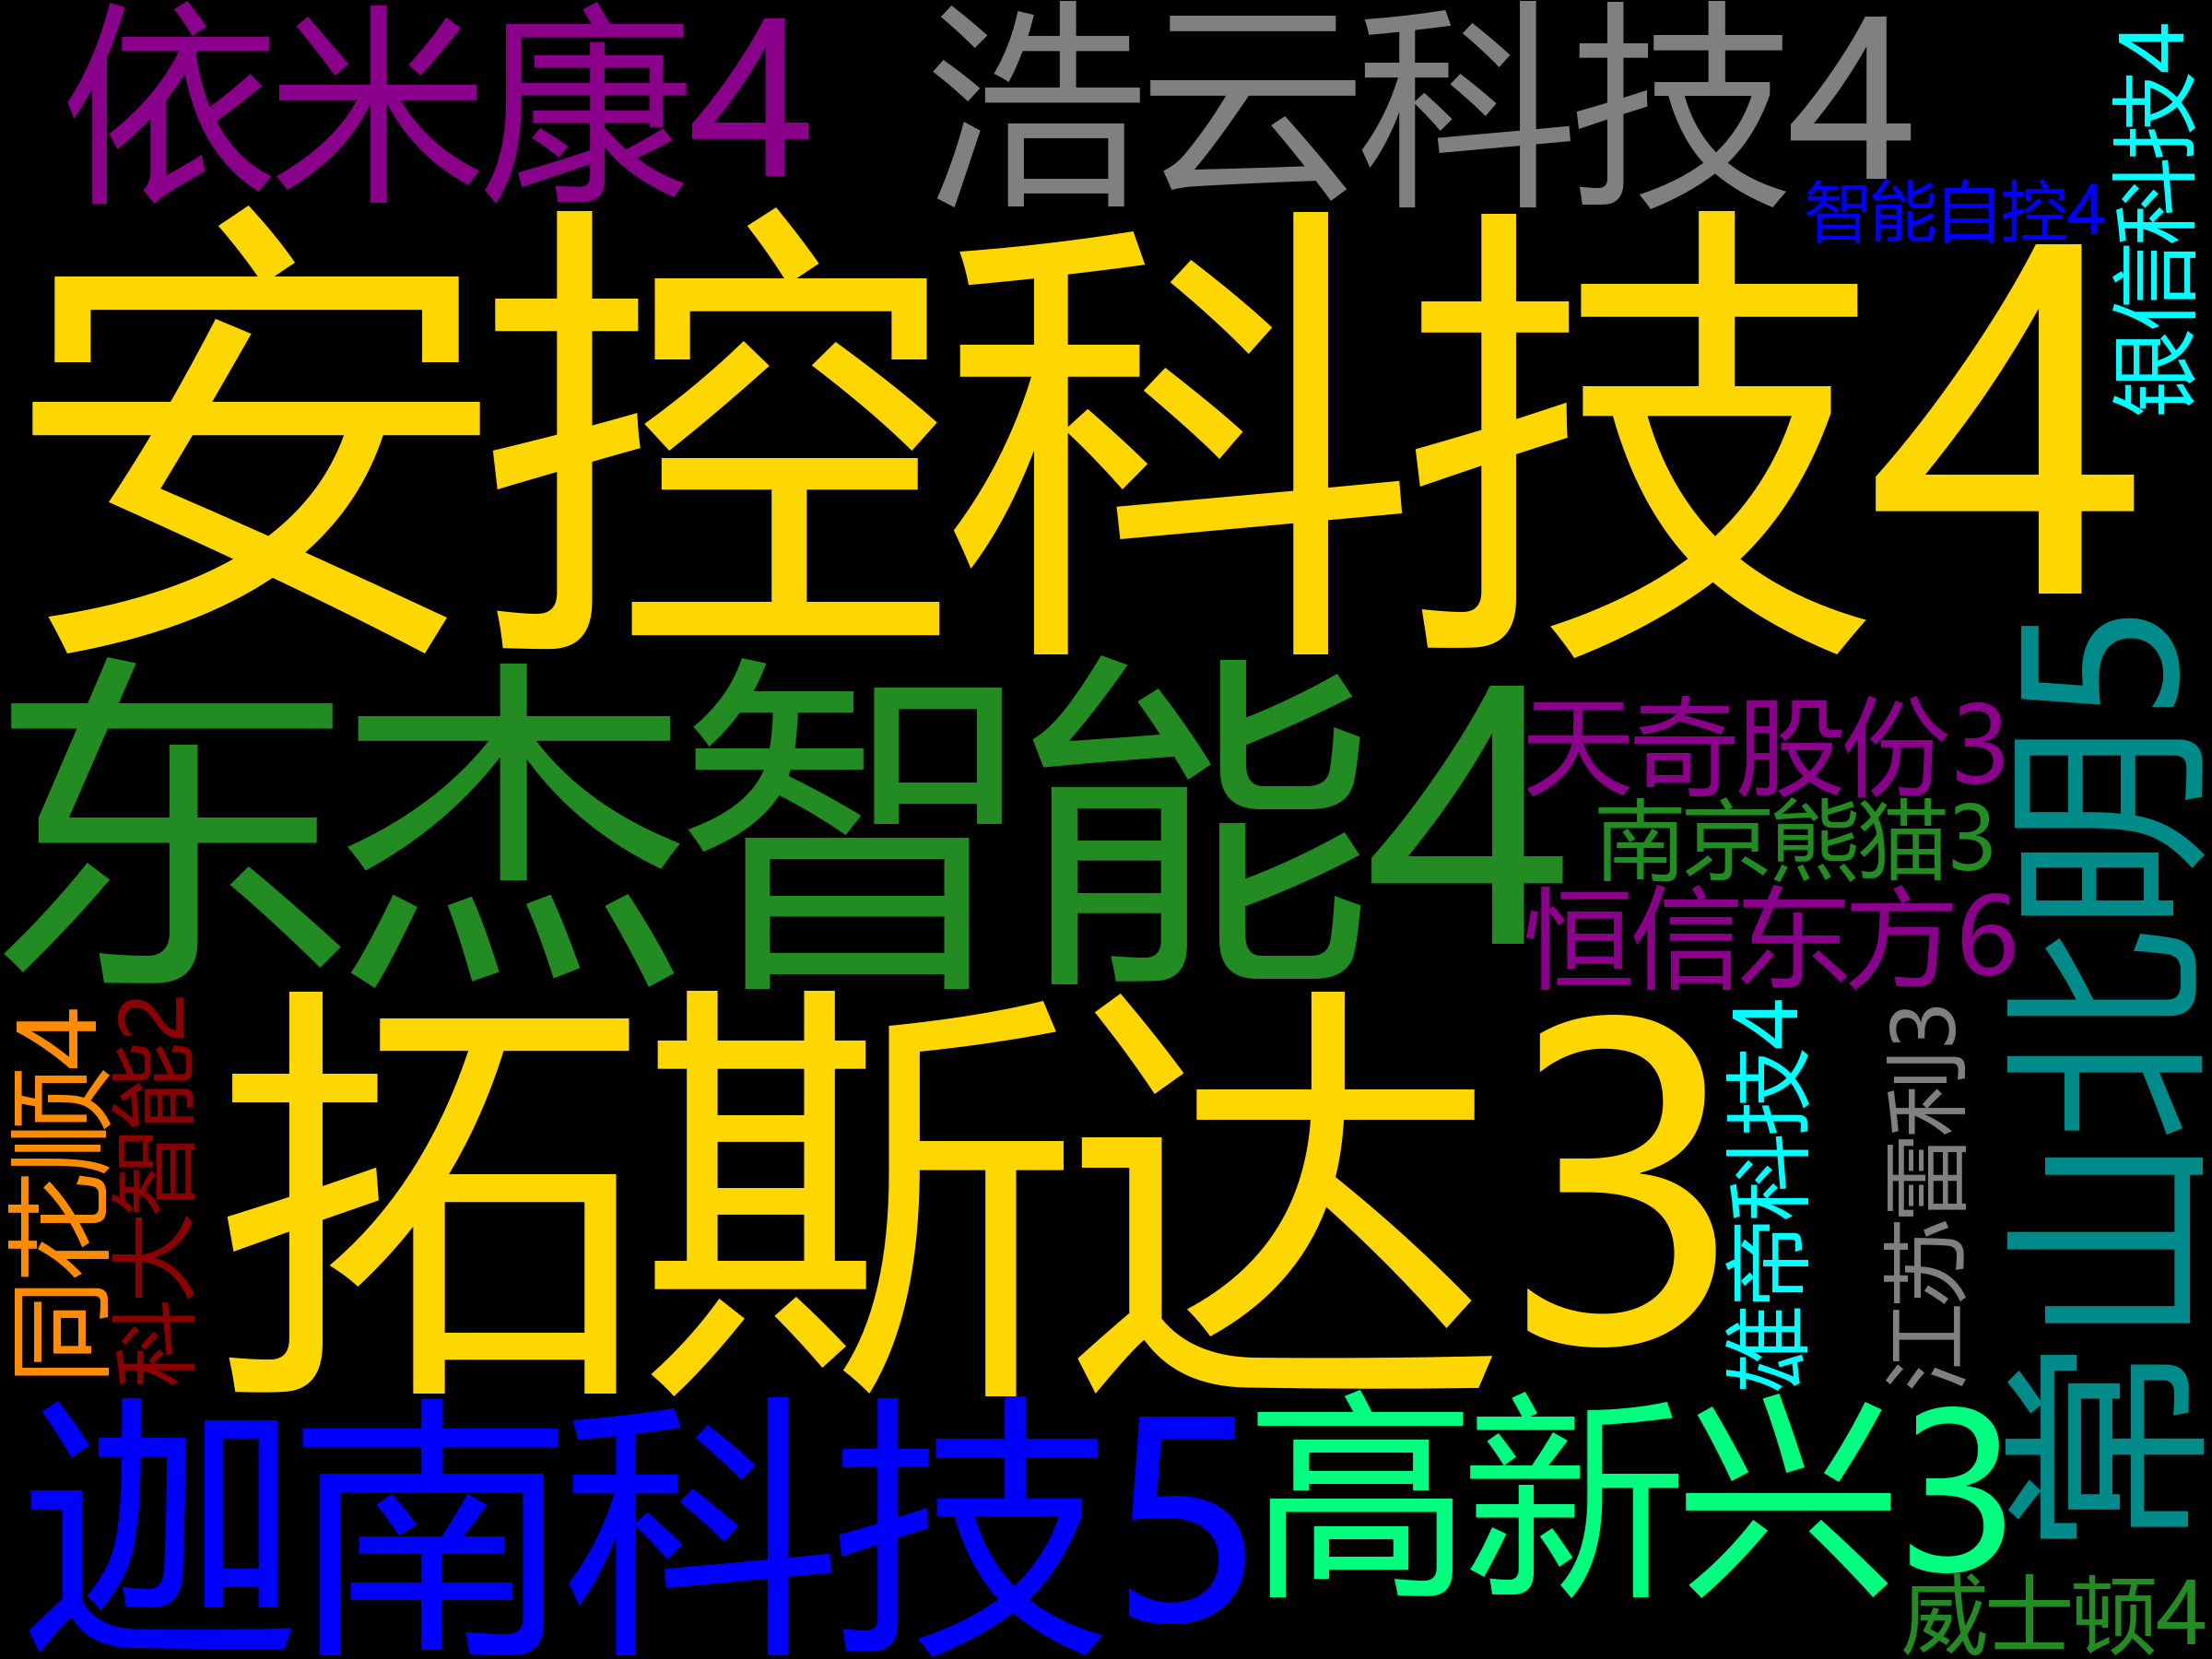 依米康4
浩云科技4
智能自控4
银信科技4
安控科技4
东杰智能4
天奇股份3
南京熊猫3
恒信东方6
常山北明5
同花顺4
科大智能2
拓斯达3
维帝科技4
江苏雷利3
迦南科技5
高新兴3
威士顿4